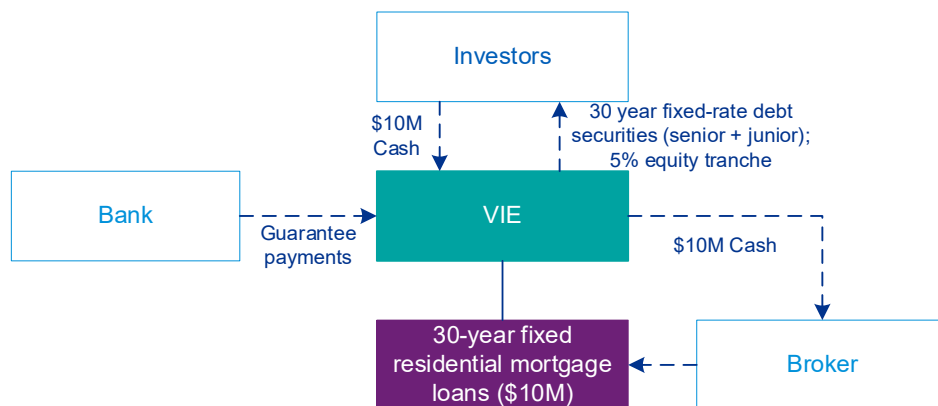 Investors
$10M
Cash
30 year fixed-rate debt
securities (senior + junior);
5% equity tranche
Bank
Guarantee
payments
VIE
$10M Cash
30-year fixed
residential mortgage
loans ($10M)
Broker